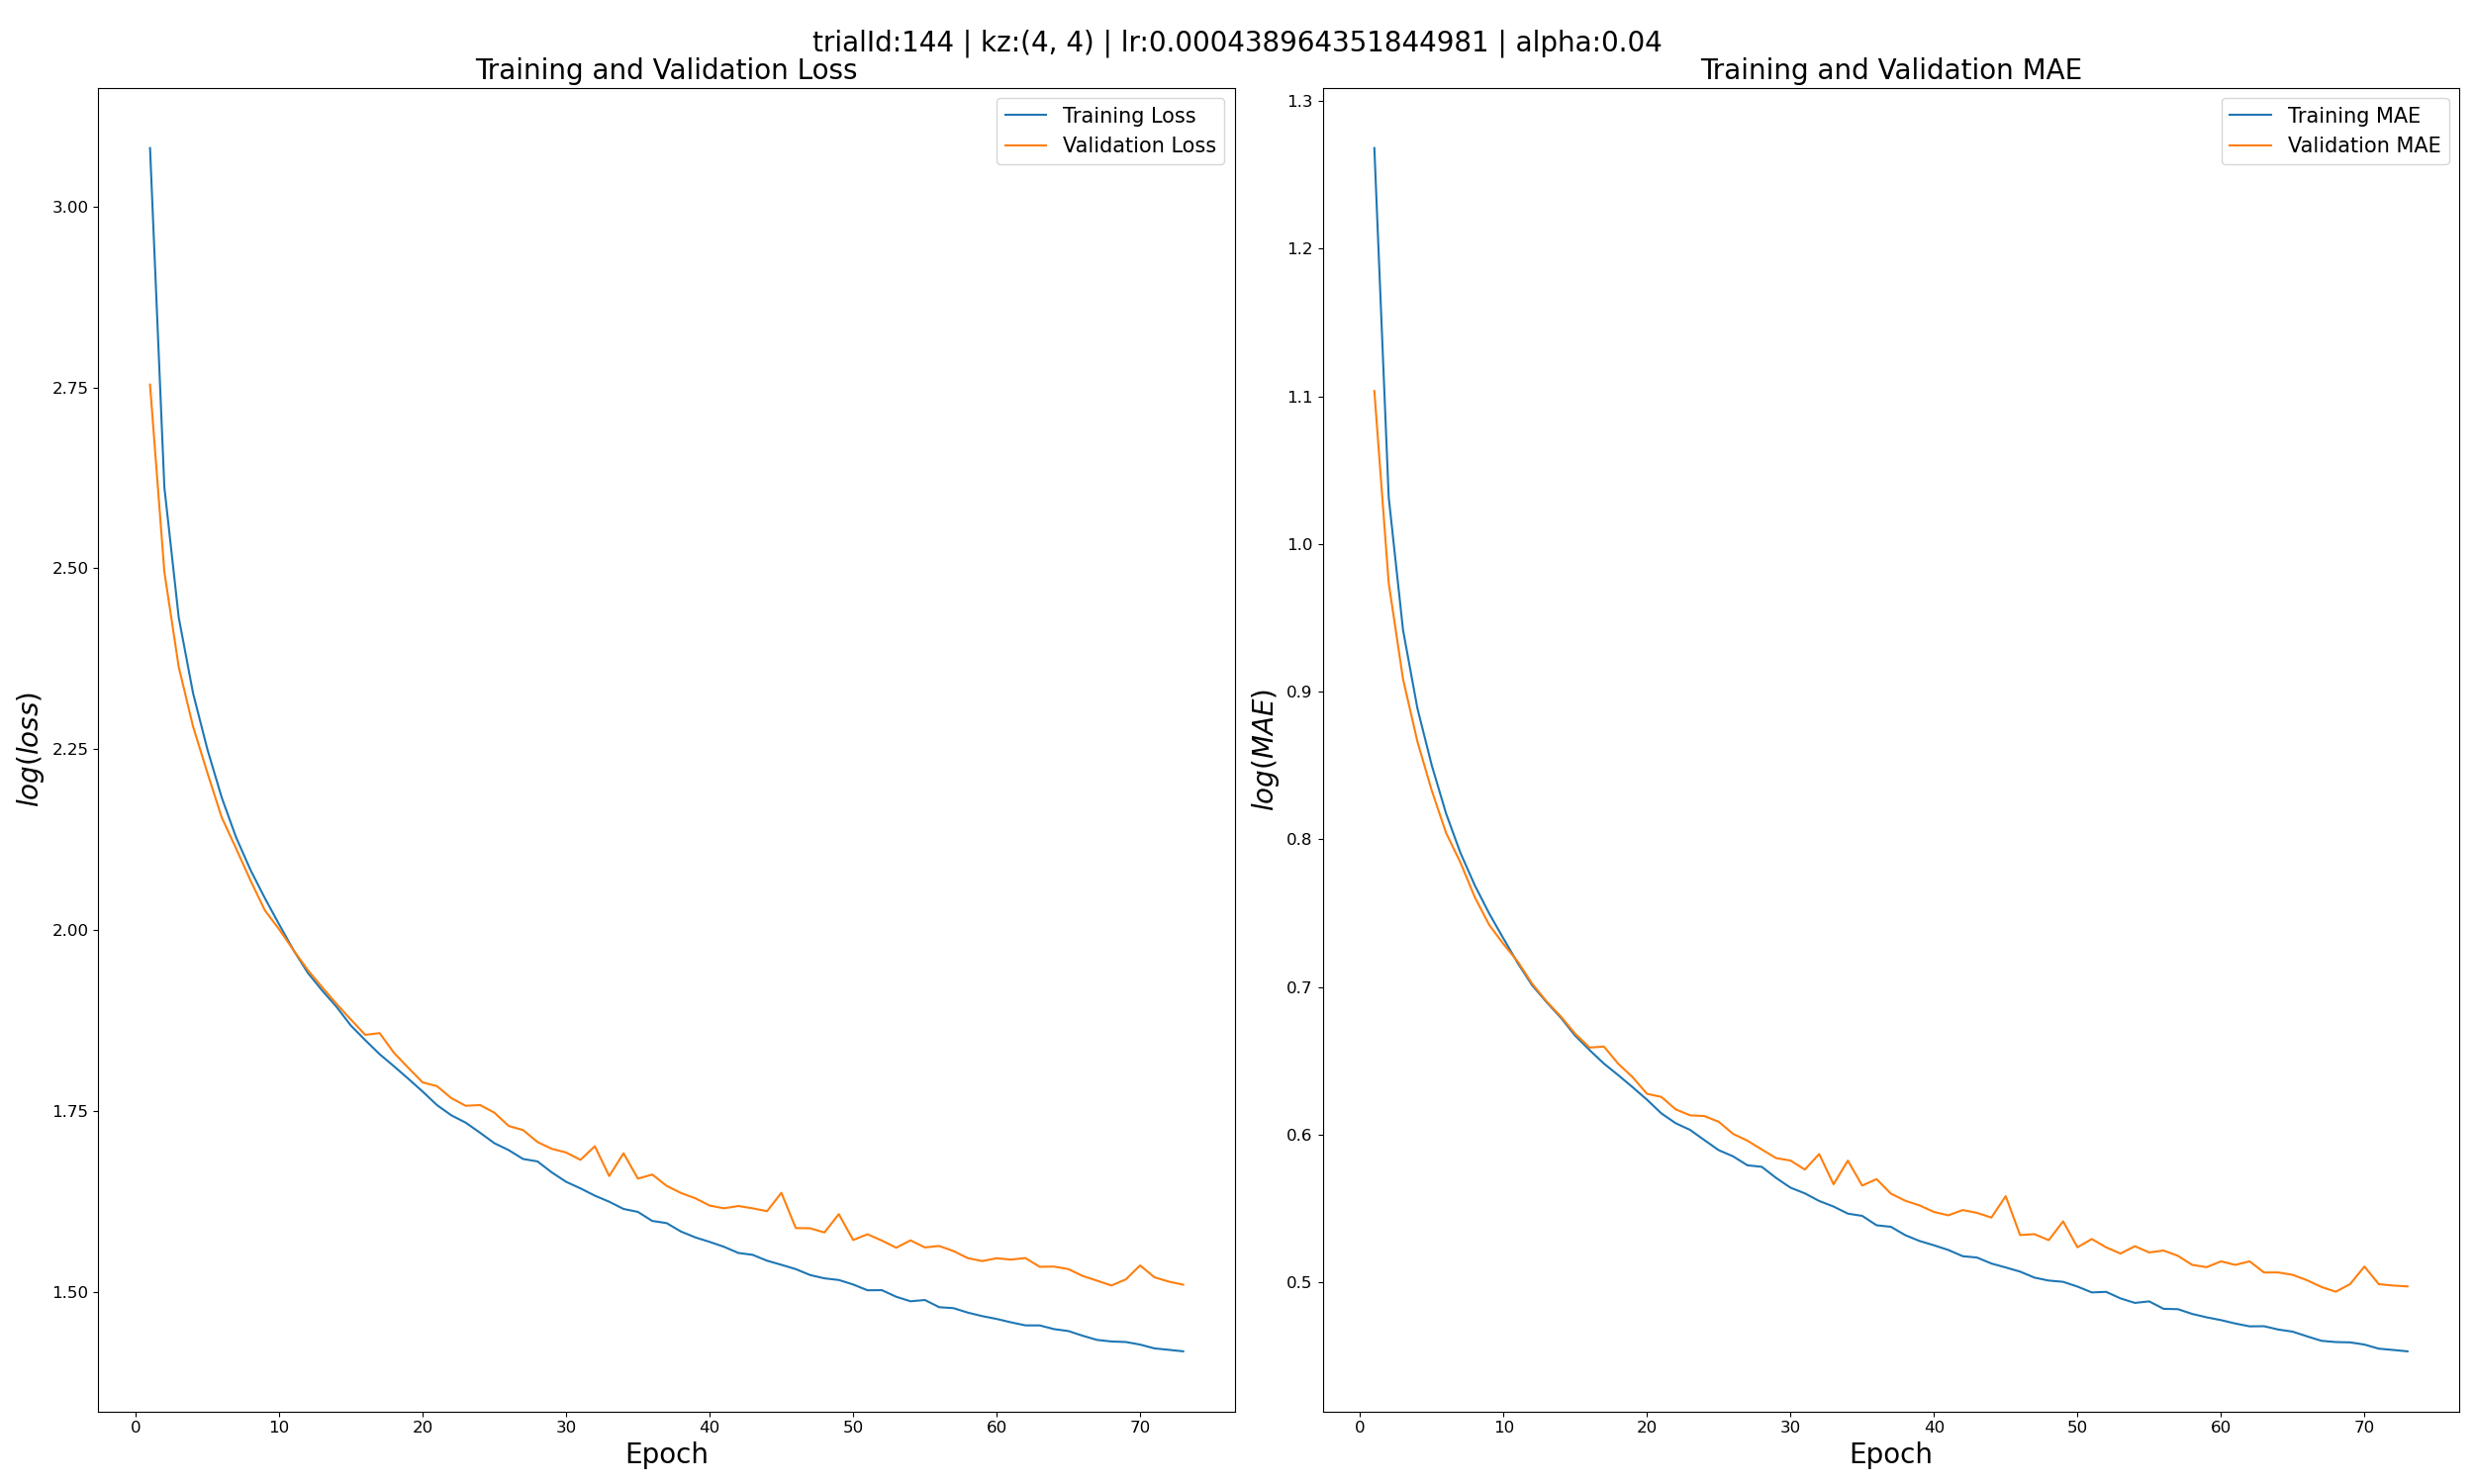 trialId:144 | kz:(4, 4) | lr:0.000438964351844981 | alpha:0.04
Training and Validation Loss
Training Loss
Validation Loss
3.00
2.75
2.50
2.25
2.00
1.75
1.50
log(loss)
0 10 20 30 40 50 60 70
Epoch
Training and Validation MAE
Training MAE
Validation MAE
1.3
1.2
1.1
1.0
0.9
0.8
0.7
0.6
0.5
log(MAE)
0 10 20 30 40 50 60 70
Epoch